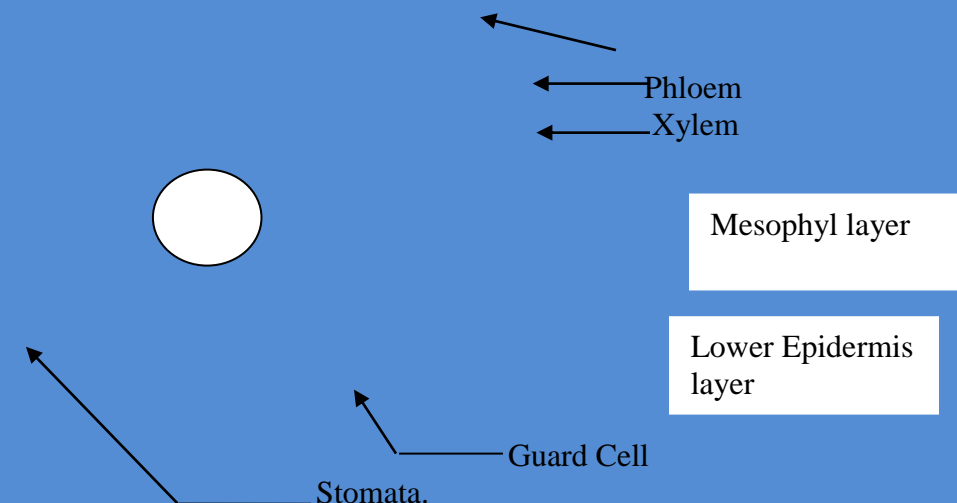 Phloem
Xylem
Mesophyl layer
Lower Epidermis
layer
Guard Cell
Stomata.